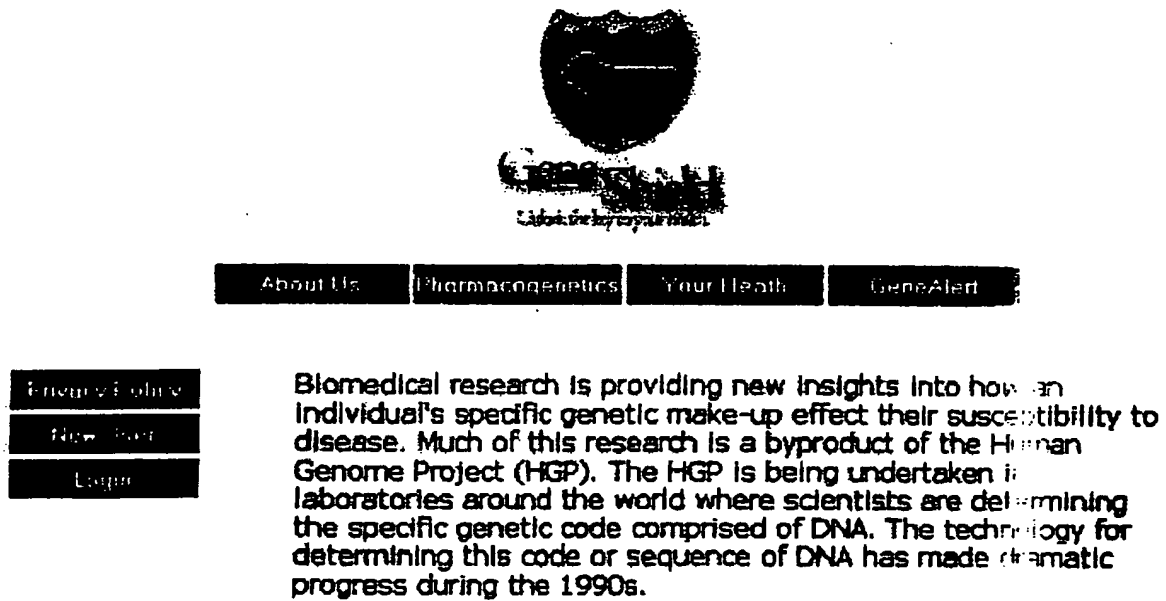 Gene
About Us
Pharmacogenetics
Your Heath
GeneAlert
Privacy Policy
New User
Login
Biomedical research is providing new insights into how an
individual's specific genetic make-up effect their susceptibility to
disease. Much of this research is a byproduct of the Human
Genome Project (HGP). The HGP is being undertaken in
laboratories around the world where scientists are determining
the specific genetic code comprised of DNA. The technology for
determining this code or sequence of DNA has made dramatic
progress during the 1990s.